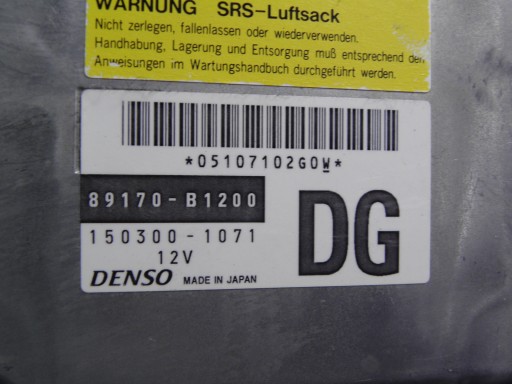 WARNUNG SRS-Luftsack
Nicht zerlegen, fallenlassen oder wiederverwenden.
Handhabung, Lagerung und Entsorgung muß entsprechend den
Anweisungen im Wartungshandbuch durchgeführt werden.
*05107102G0W*
89170-B1200
150300-1071
12V
DG
DENSO MADE IN JAPAN